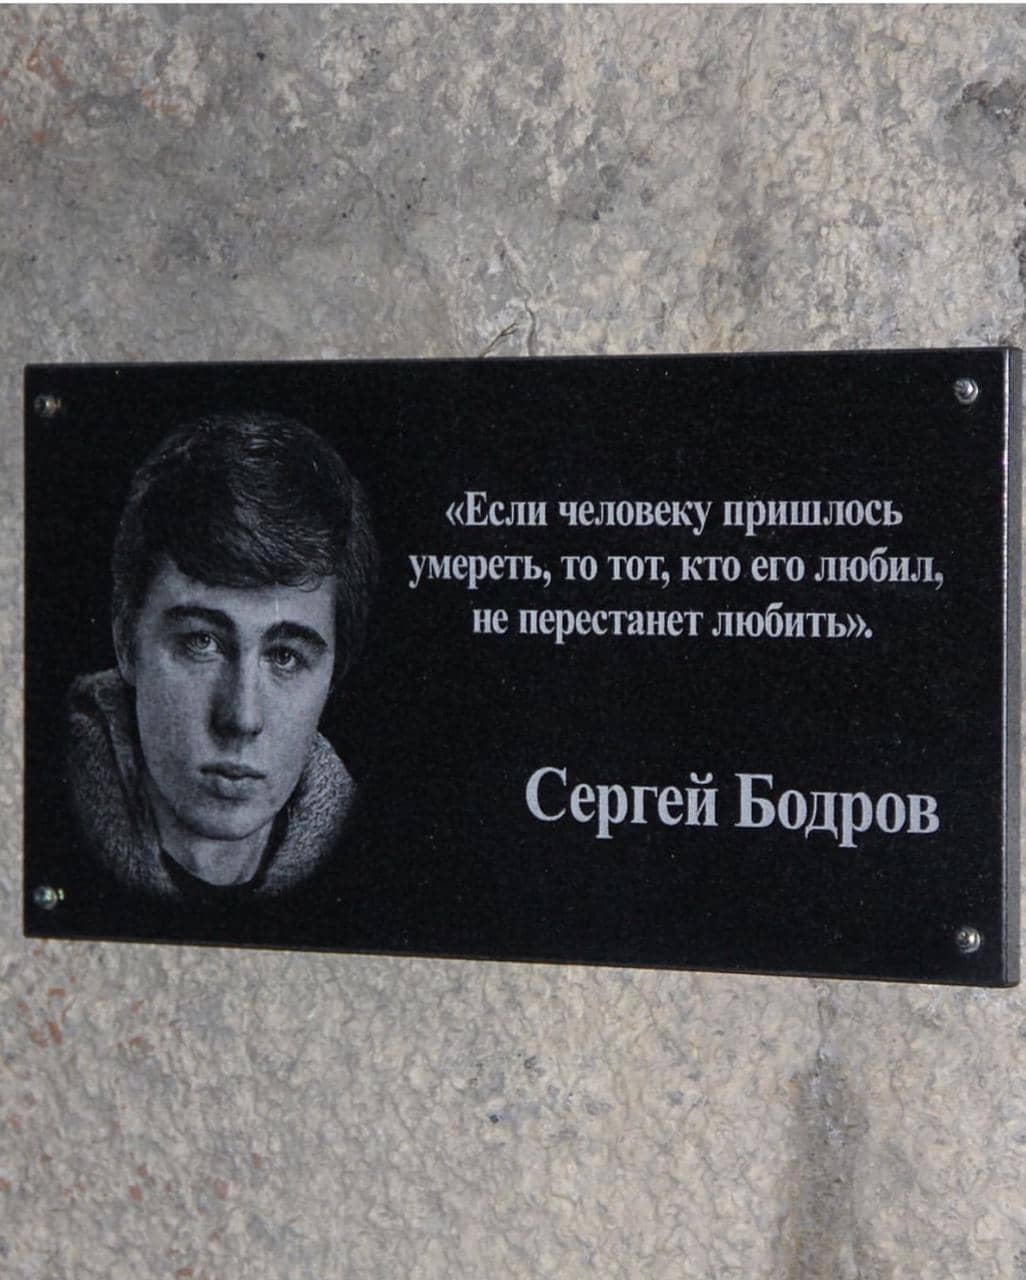 «Если человеку пришлось
умереть, то тот, кто его любил,
не перестанет любить».
Сергей Бодров